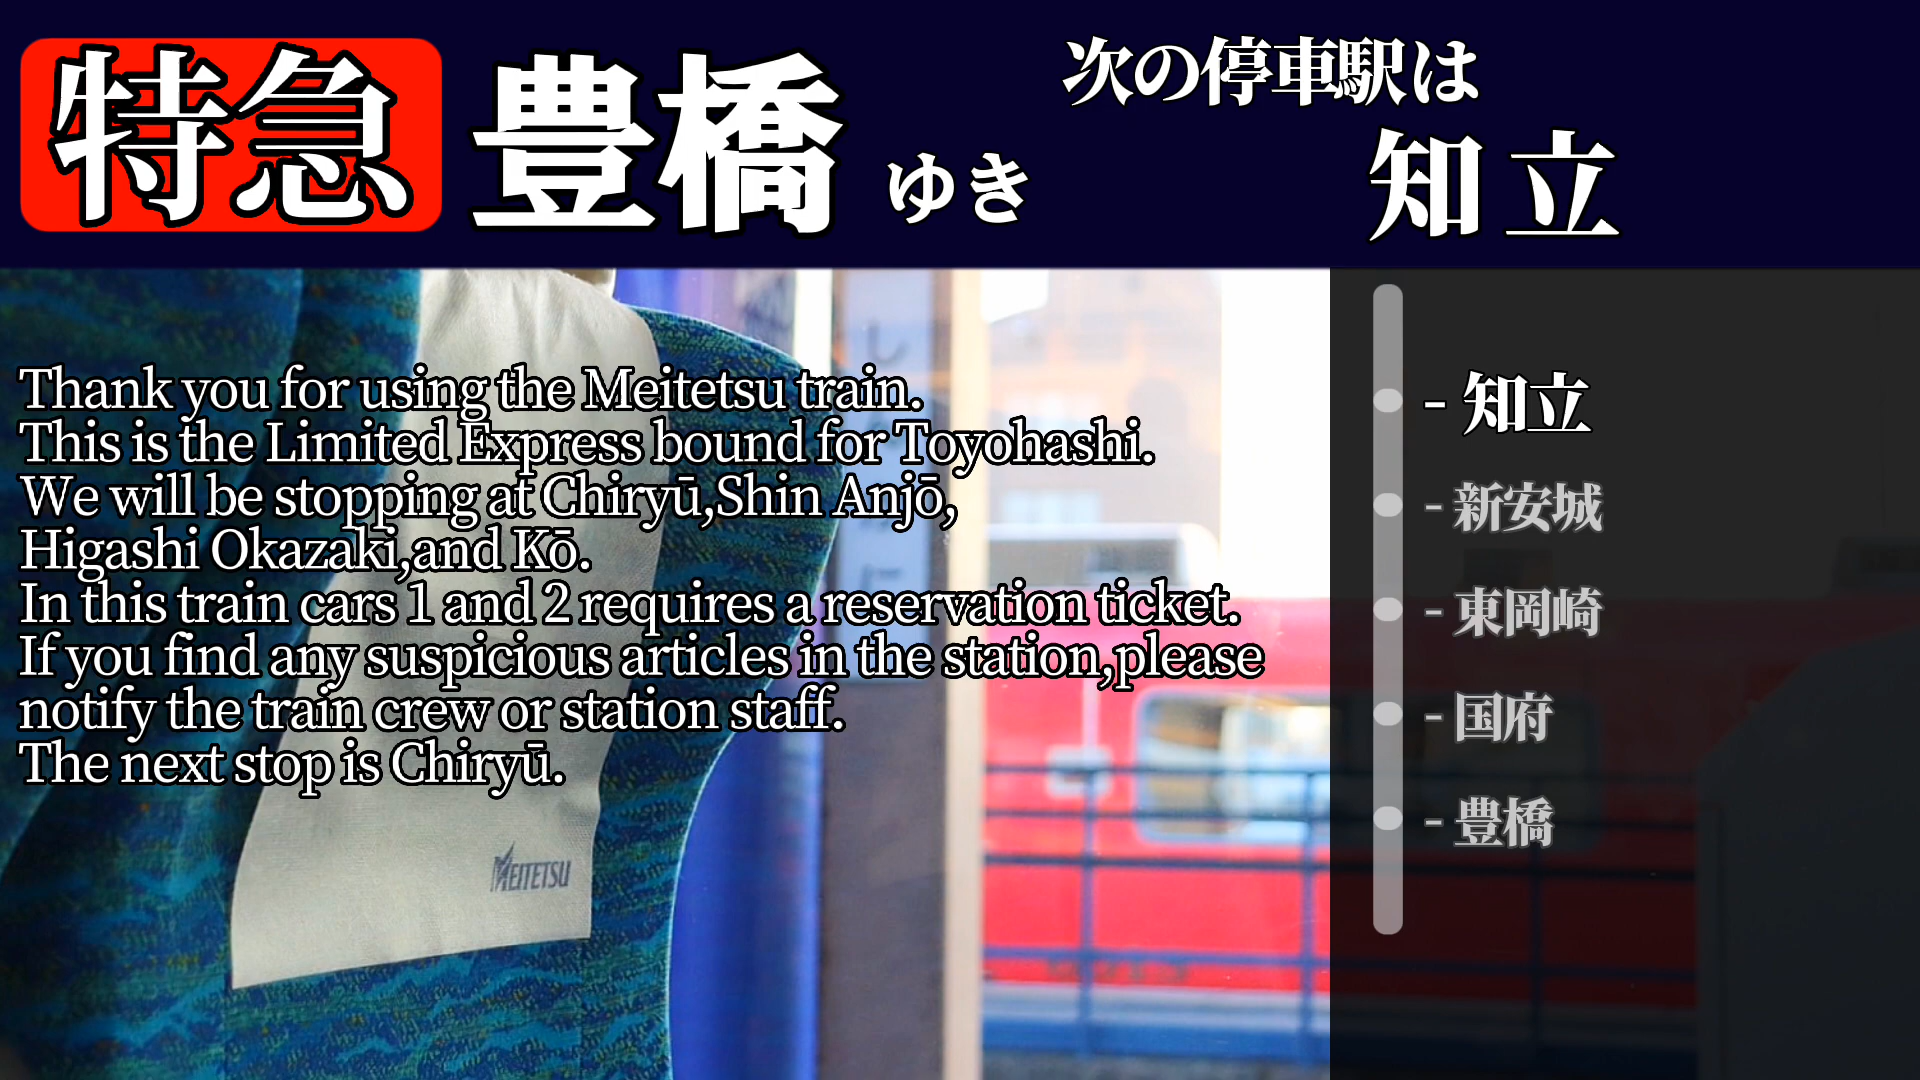 特急 豊橋 ゆき
次の停車駅は
知立
Thank you for using the Meitetsu train.
This is the Limited Express bound for Toyohashi.
We will be stopping at Chiryū,Shin Anjō,
Higashi Okazaki,and Kō.
In this train cars 1 and 2 requires a reservation ticket.
If you find any suspicious articles in the station,please
notify the train crew or station staff.
The next stop is Chiryū.
MEITETSU
- 知立
- 新安城
- 東岡崎
- 国府
- 豊橋